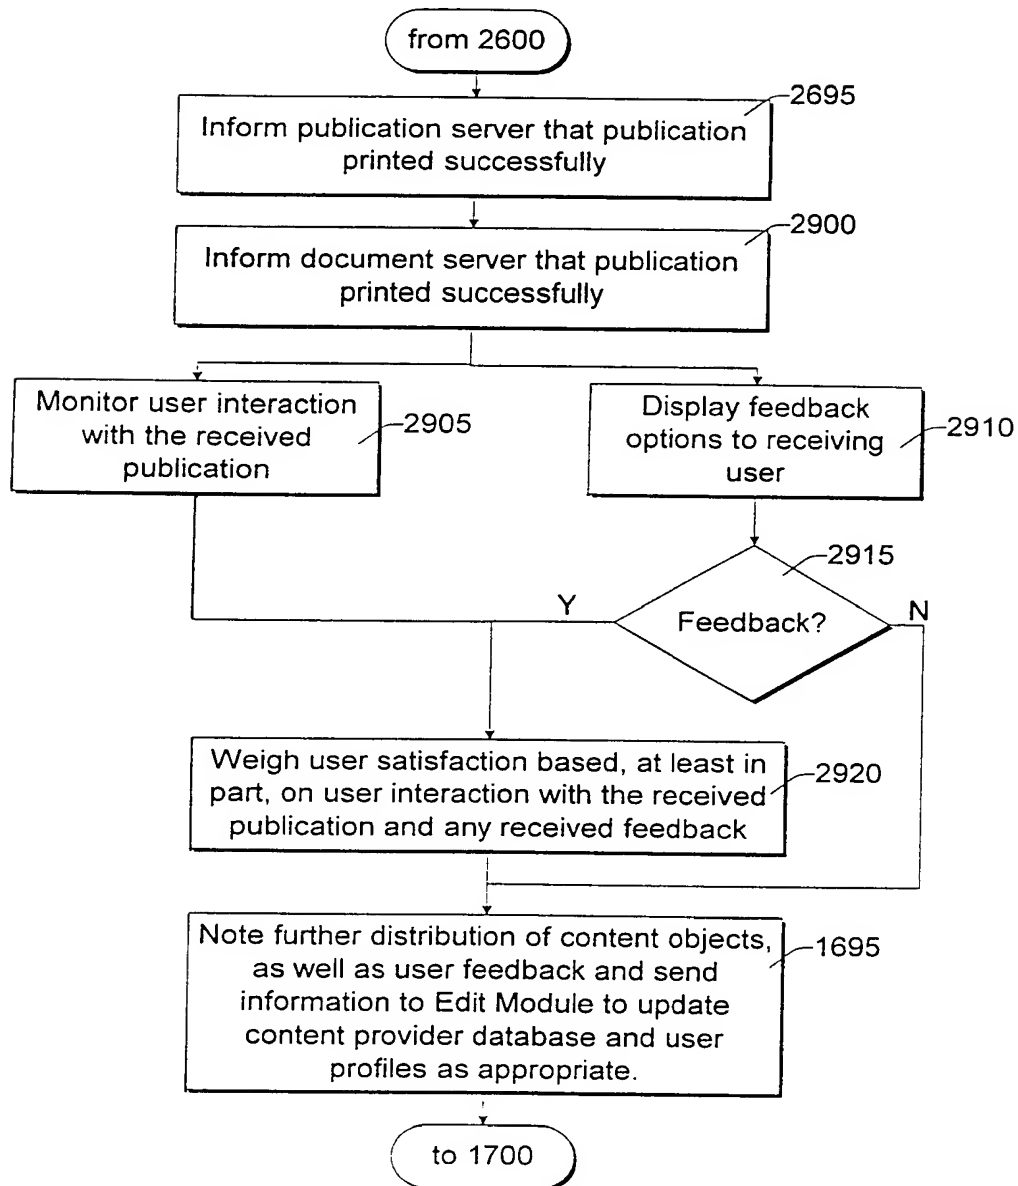 from 2600
2695
Inform publication server that publication
printed successfully
2900
Inform document server that publication
printed successfully
Monitor user interaction
with the received
publication
2905
Display feedback
options to receiving
user
2910
2915
Y
Feedback?
N
Weigh user satisfaction based, at least in
part, on user interaction with the received
publication and any received feedback
2920
Note further distribution of content objects,
as well as user feedback and send
information to Edit Module to update
content provider database and user
profiles as appropriate.
1695
to 1700